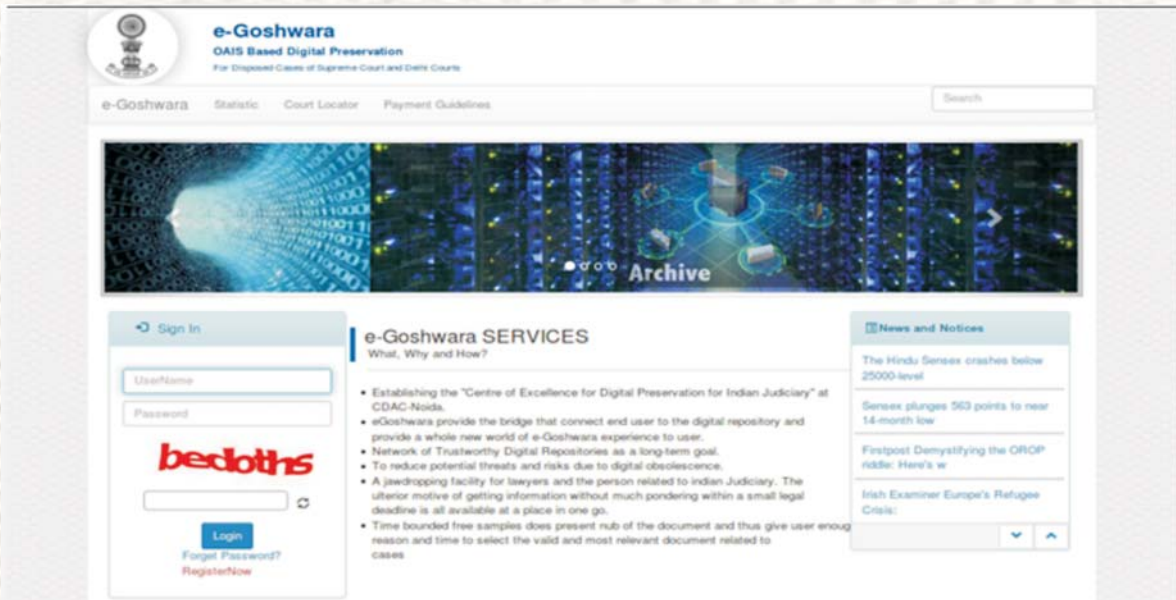 e-Goshwara
OAIS Based Digital Preservation
For Disposed Cases of Supreme Court and Delhi Courts
e-Goshwara Statistic Court Locator Payment Guidelines Search
Archive
Sign In
UserName
Password
bedoths
Login
Forget Password?
RegisterNow
e-Goshwara SERVICES
What, Why and How?
• Establishing the "Centre of Excellence for Digital Preservation for Indian Judiciary" at
CDAC-Noida.
• eGoshwara provide the bridge that connect end user to the digital repository and
provide a whole new world of e-Goshwara experience to user.
• Network of Trustworthy Digital Repositories as a long-term goal.
• To reduce potential threats and risks due to digital obsolescence.
• A jawdropping facility for lawyers and the person related to indian Judiciary. The
ulterior motive of getting information without much pondering within a small legal
deadline is all available at a place in one go.
• Time bounded free samples does present nub of the document and thus give user enoug
reason and time to select the valid and most relevant document related to
cases
News and Notices
The Hindu Sensex crashes below
25000-level
Sensex plunges 563 points to near
14-month low
Firstpost Demystifying the OROP
riddle: Here's w
Irish Examiner Europe's Refugee
Crisis: